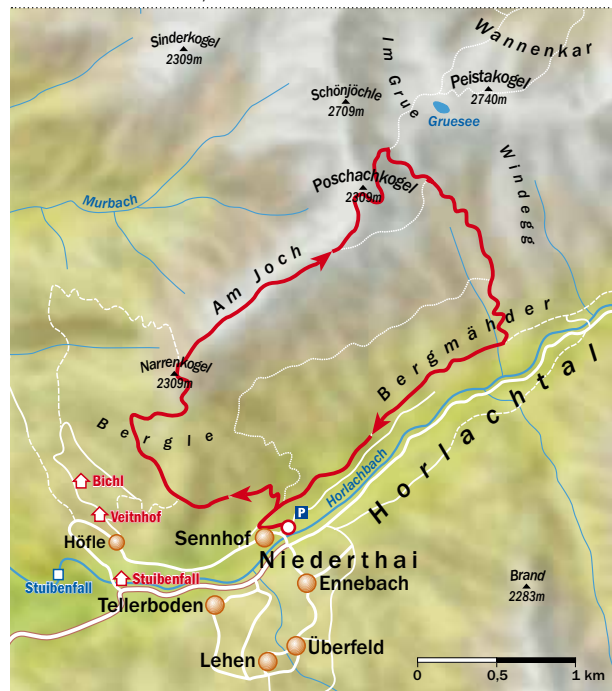 Sinderkogel
2309m
Im Grue
Wannenkar
Schönjöchle
2709m
Peistakogel
2740m
Gruesee
Poschachkogel
2309m
Windegg
Murbach
Am Joch
Narrenkogel
2309m
Bergmähder
Bergle
Horlachtal
Horlachbach
Bichl
Veitnhof
P
Höfle
Sennhof
Niederthai
Stuibenfall
Stuibenfall
Ennebach
Brand
2283m
Tellerboden
Überfeld
Lehen
0 0,5 1 km